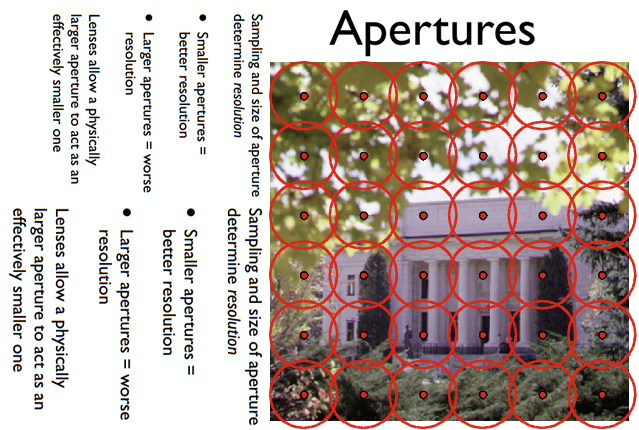 Apertures
Sampling and size of aperture
determine resolution
• Smaller apertures =
better resolution
• Larger apertures = worse
resolution
Lenses allow a physically
larger aperture to act as an
effectively smaller one
Sampling and size of aperture
determine resolution
• Smaller apertures =
better resolution
• Larger apertures = worse
resolution
Lenses allow a physically
larger aperture to act as an
effectively smaller one